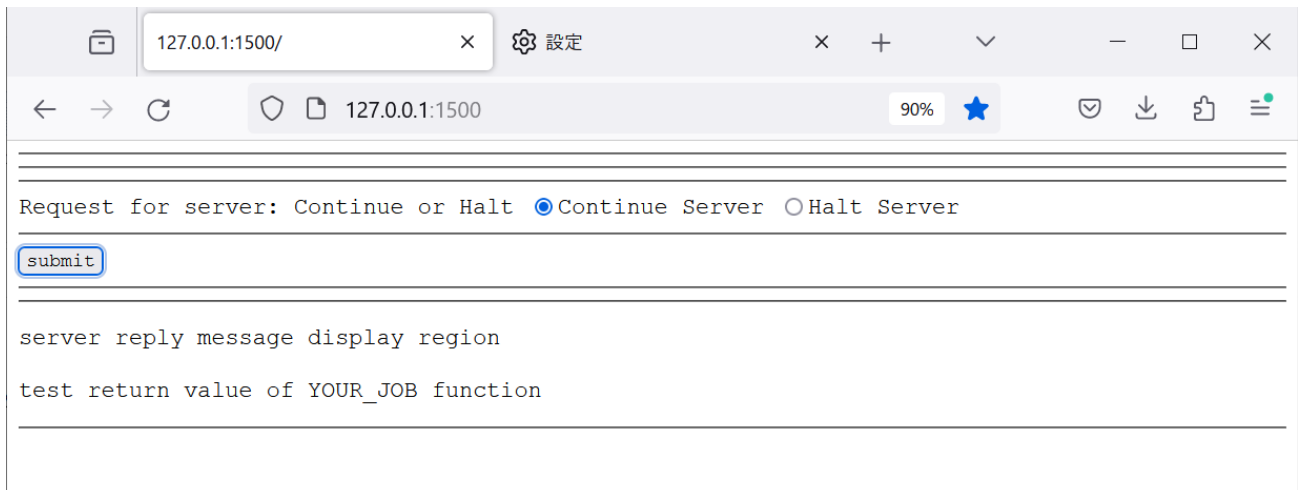 127.0.0.1:1500/ 設定
127.0.0.1:1500 90%
Request for server: Continue or Halt Continue Server Halt Server
submit
server reply message display region
test return value of YOUR_JOB function